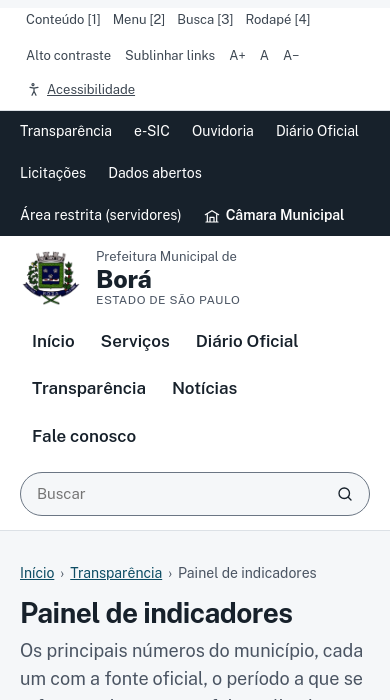 Conteúdo [1] Menu [2] Busca [3] Rodapé [4]
Alto contraste Sublinhar links A+ A A−
Acessibilidade
Transparência e-SIC Ouvidoria Diário Oficial
Licitações Dados abertos
Área restrita (servidores) Câmara Municipal
Prefeitura Municipal de
Borá
ESTADO DE SÃO PAULO
Início Serviços Diário Oficial
Transparência Notícias
Fale conosco
Buscar
Início › Transparência › Painel de indicadores
Painel de indicadores
Os principais números do município, cada
um com a fonte oficial, o período a que se